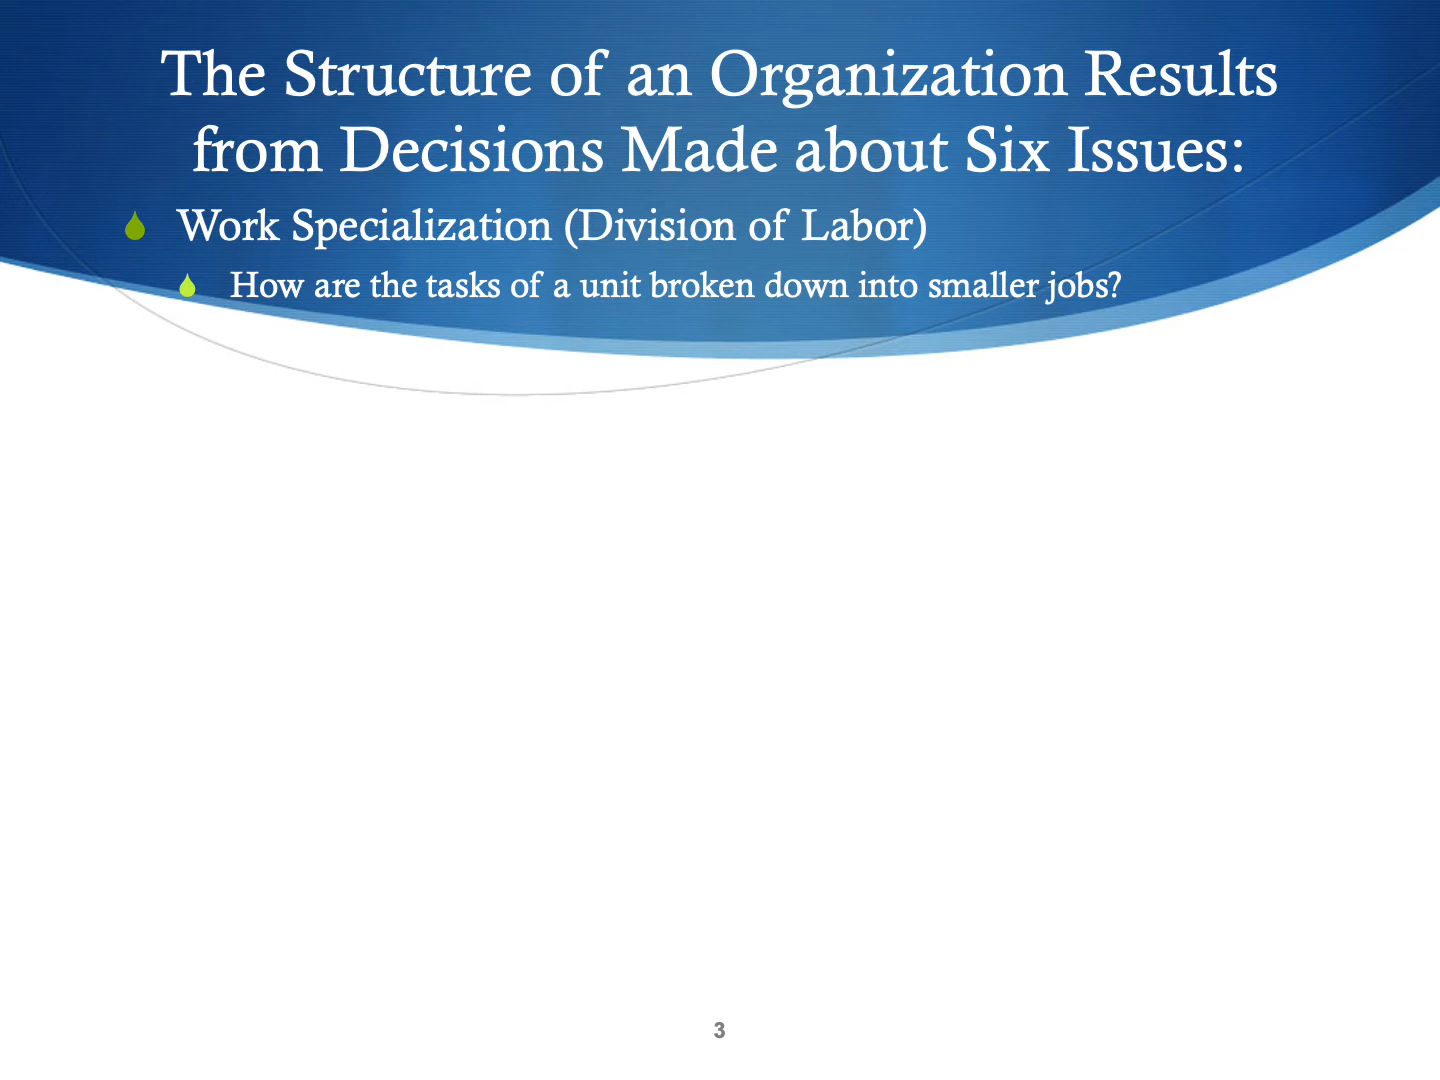 The Structure of an Organization Results
from Decisions Made about Six Issues:
Work Specialization (Division of Labor)
How are the tasks of a unit broken down into smaller jobs?
3